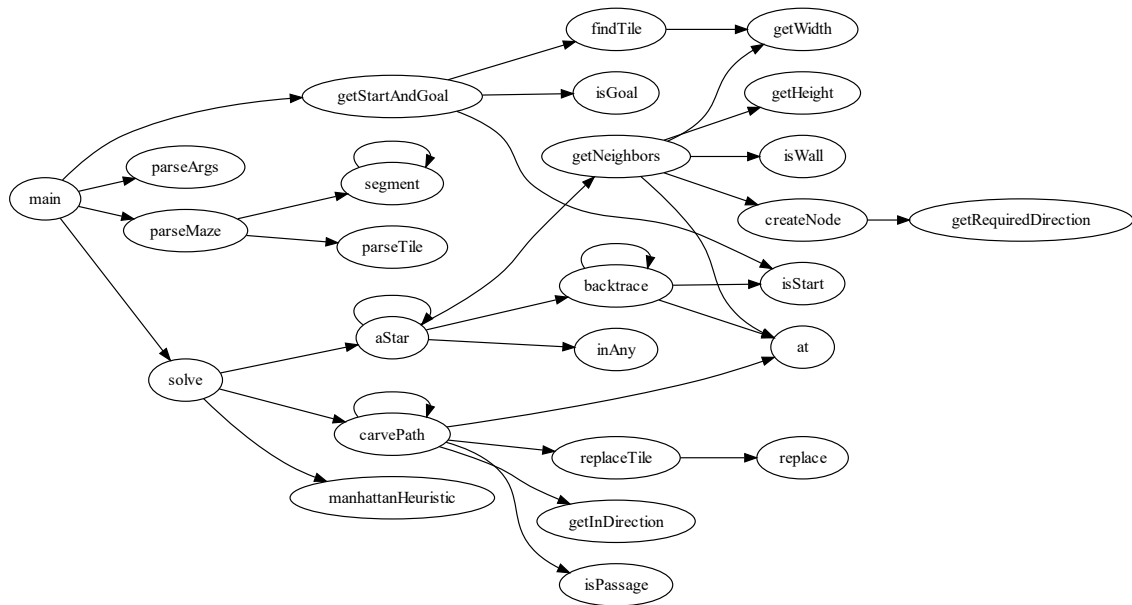 findTile
getWidth
getStartAndGoal
isGoal
getHeight
getNeighbors
isWall
parseArgs
segment
main
parseMaze
createNode
getRequiredDirection
parseTile
backtrace
isStart
aStar
inAny
at
solve
carvePath
replaceTile
replace
manhattanHeuristic
getInDirection
isPassage